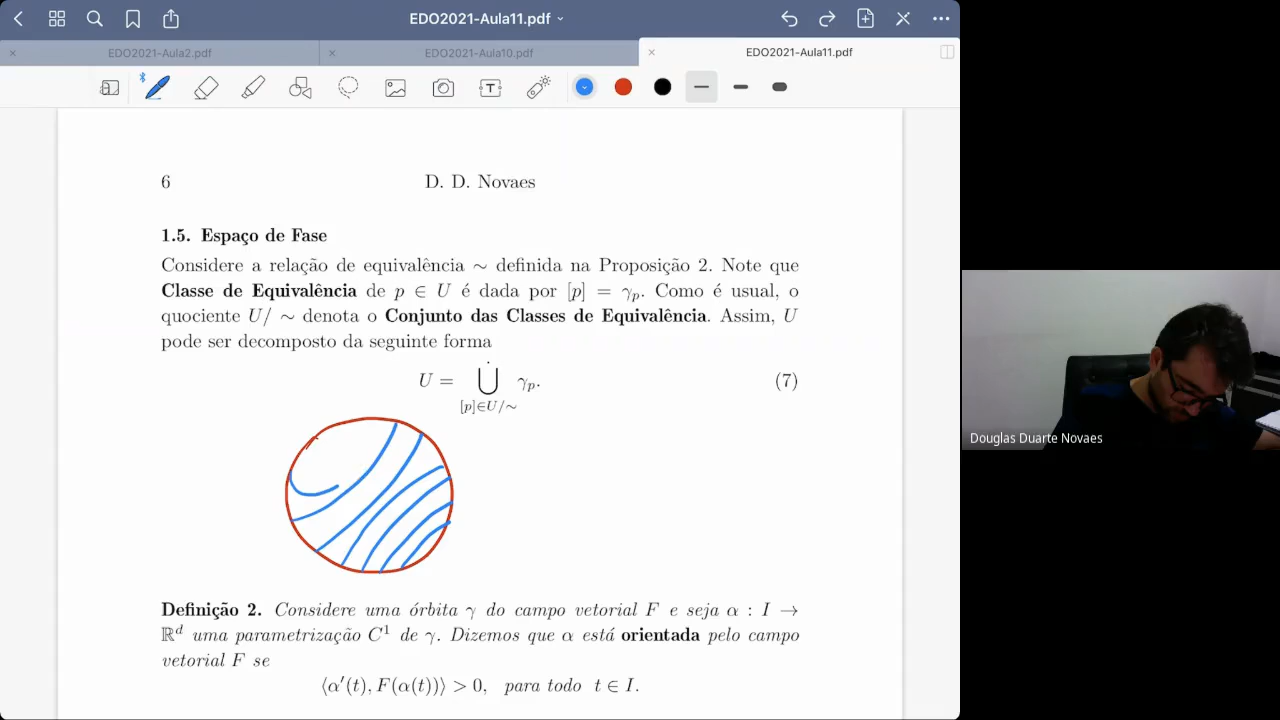 EDO2021-Aula11.pdf
EDO2021-Aula2.pdf
EDO2021-Aula10.pdf
EDO2021-Aula11.pdf
T
6 D. D. Novaes
1.5. Espaço de Fase
Considere a relação de equivalência ∼ definida na Proposição 2. Note que
Classe de Equivalência de p ∈ U é dada por [p] = γₚ. Como é usual, o
quociente U/ ∼ denota o Conjunto das Classes de Equivalência. Assim, U
pode ser decomposto da seguinte forma
U = ⋃̇ γₚ. (7)
[p]∈U/∼
Definição 2. Considere uma órbita γ do campo vetorial F e seja α : I →
ℝᵈ uma parametrização C¹ de γ. Dizemos que α está orientada pelo campo
vetorial F se
⟨α′(t), F(α(t))⟩ > 0, para todo t ∈ I.
Douglas Duarte Novaes